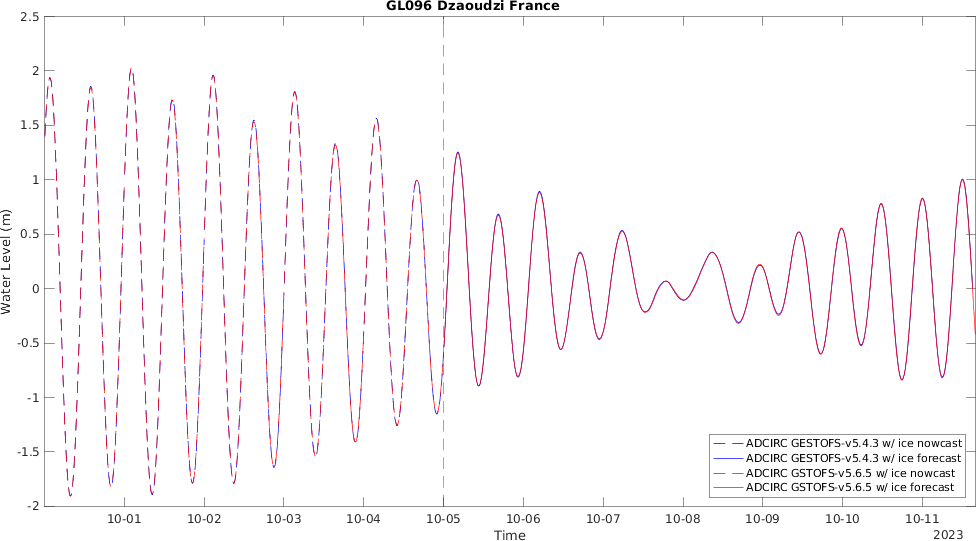 GL096 Dzaoudzi France
2.5
2
1.5
1
0.5
0
-0.5
-1
-1.5
-2
Water Level (m)
10-01 10-02 10-03 10-04 10-05 10-06 10-07 10-08 10-09 10-10 10-11
Time
2023
ADCIRC GESTOFS-v5.4.3 w/ ice nowcast
ADCIRC GESTOFS-v5.4.3 w/ ice forecast
ADCIRC GSTOFS-v5.6.5 w/ ice nowcast
ADCIRC GSTOFS-v5.6.5 w/ ice forecast